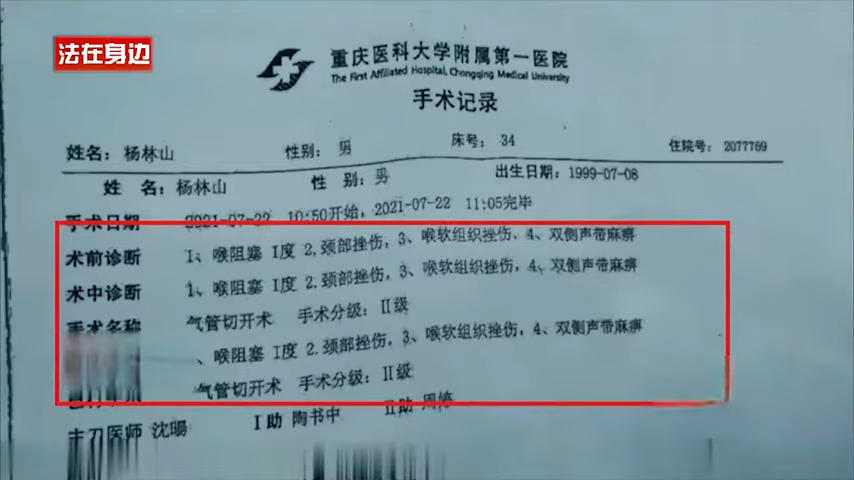 法在身边
重庆医科大学附属第一医院
The First Affiliated Hospital, Chongqing Medical University
手术记录
姓名: 杨林山 性别: 男 床号: 34 住院号: 2077769
姓 名: 杨林山 性 别: 男 出生日期: 1999-07-08
手术日期 2021-07-22 10:50开始, 2021-07-22 11:05完毕
术前诊断 1、喉阻塞 I度 2,颈部挫伤, 3、喉软组织挫伤, 4、双侧声带麻痹
术中诊断 1、喉阻塞 I度 2.颈部挫伤, 3、喉软组织挫伤, 4、双侧声带麻痹
手术名称 气管切开术 手术分级: II级
、喉阻塞 I度 2.颈部挫伤, 3、喉软组织挫伤, 4、双侧声带麻痹
气管切开术 手术分级: II级
主刀医师 沈暘 I助 陶书中 II助 周婷